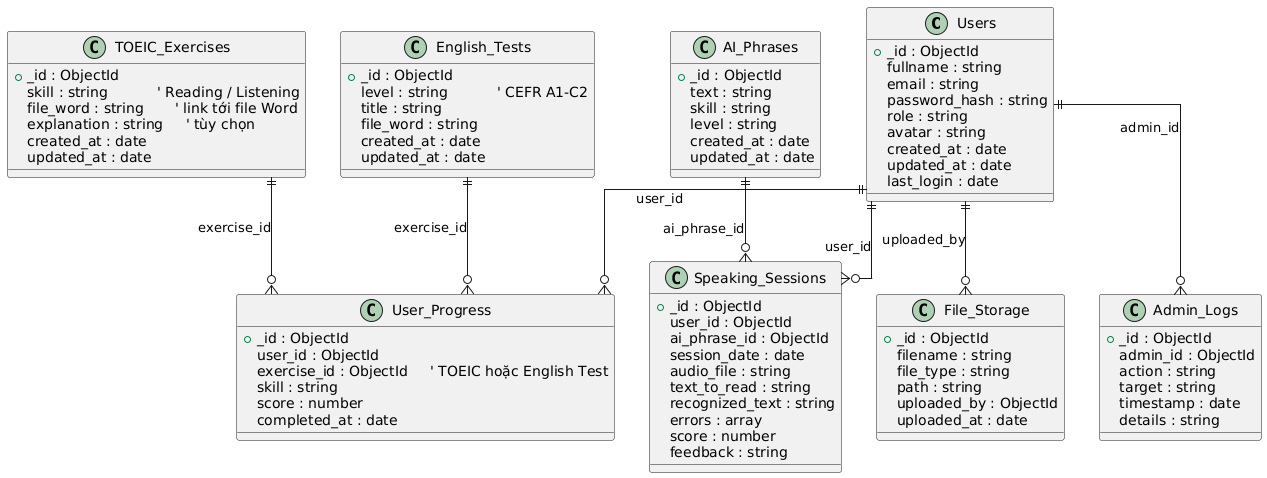 C TOEIC_Exercises
_id : ObjectId
skill : string ' Reading / Listening
file_word : string ' link tới file Word
explanation : string ' tùy chọn
created_at : date
updated_at : date
C English_Tests
_id : ObjectId
level : string ' CEFR A1-C2
title : string
file_word : string
created_at : date
updated_at : date
C AI_Phrases
_id : ObjectId
text : string
skill : string
level : string
created_at : date
updated_at : date
C Users
_id : ObjectId
fullname : string
email : string
password_hash : string
role : string
avatar : string
created_at : date
updated_at : date
last_login : date
exercise_id
exercise_id
user_id
ai_phrase_id
user_id
uploaded_by
admin_id
C User_Progress
_id : ObjectId
user_id : ObjectId
exercise_id : ObjectId ' TOEIC hoặc English Test
skill : string
score : number
completed_at : date
C Speaking_Sessions
_id : ObjectId
user_id : ObjectId
ai_phrase_id : ObjectId
session_date : date
audio_file : string
text_to_read : string
recognized_text : string
errors : array
score : number
feedback : string
C File_Storage
_id : ObjectId
filename : string
file_type : string
path : string
uploaded_by : ObjectId
uploaded_at : date
C Admin_Logs
_id : ObjectId
admin_id : ObjectId
action : string
target : string
timestamp : date
details : string